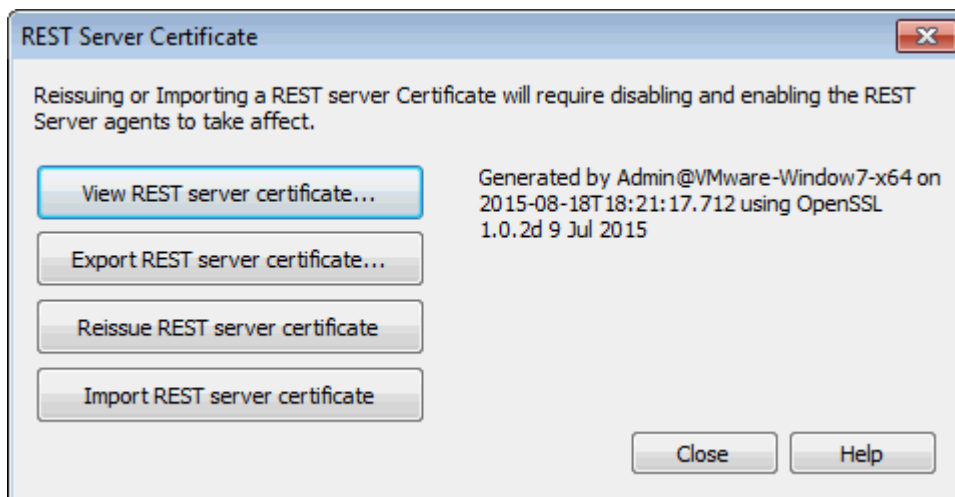 REST Server Certificate
Reissuing or Importing a REST server Certificate will require disabling and enabling the REST
Server agents to take affect.
View REST server certificate...
Generated by Admin@VMware-Window7-x64 on
2015-08-18T18:21:17.712 using OpenSSL
1.0.2d 9 Jul 2015
Export REST server certificate...
Reissue REST server certificate
Import REST server certificate
Close
Help